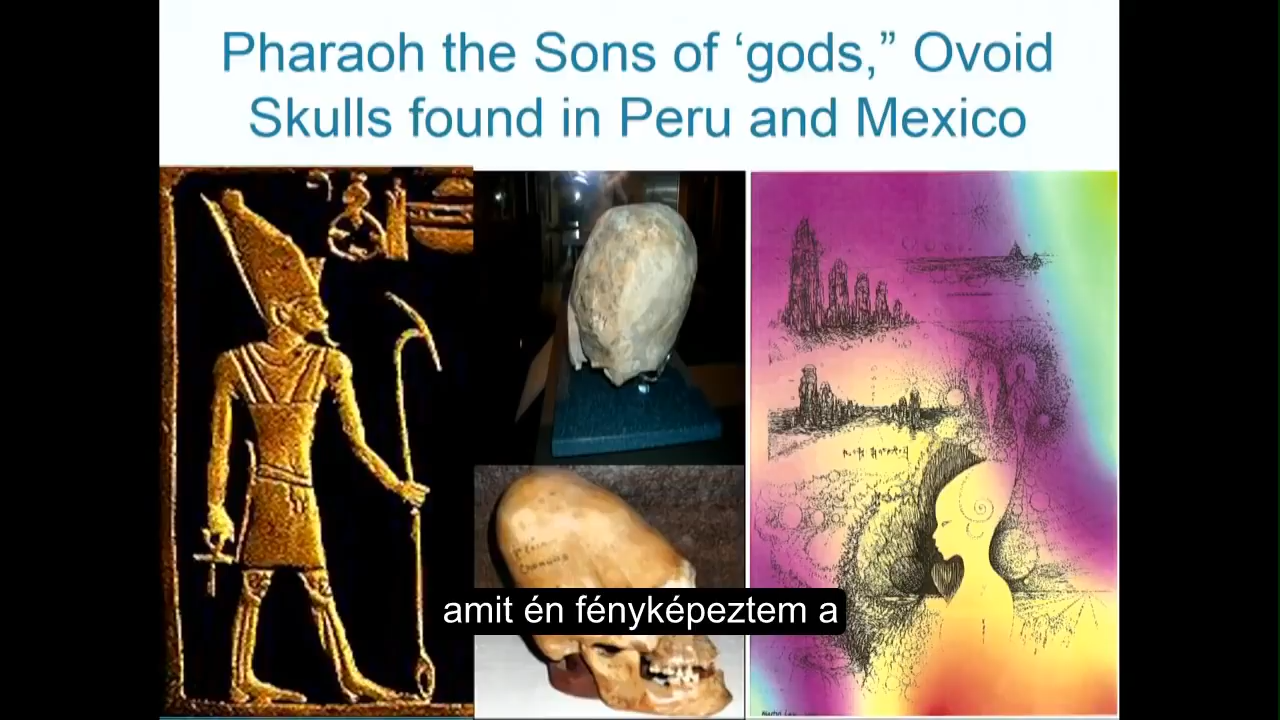 Pharaoh the Sons of ‘gods,” Ovoid
Skulls found in Peru and Mexico
amit én fényképeztem a